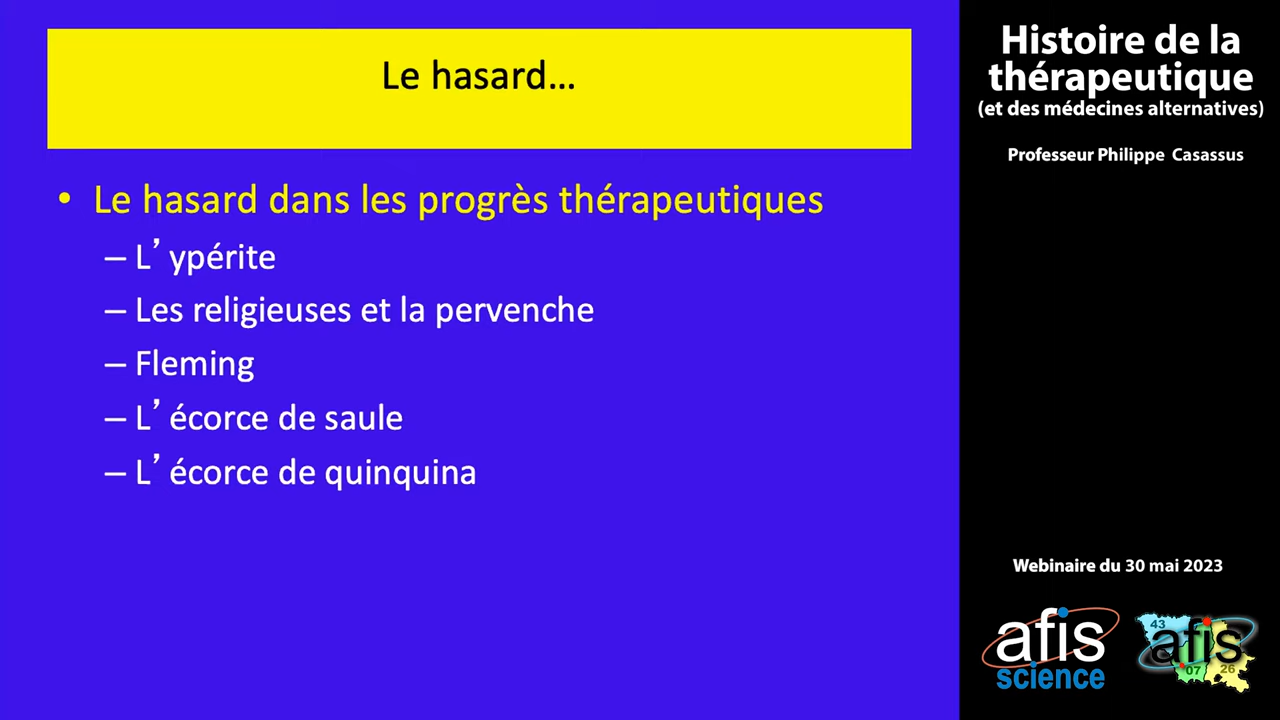 Le hasard…
• Le hasard dans les progrès thérapeutiques
– L’ ypérite
– Les religieuses et la pervenche
– Fleming
– L’ écorce de saule
– L’ écorce de quinquina
Histoire de la
thérapeutique
(et des médecines alternatives)
Professeur Philippe Casassus
Webinaire du 30 mai 2023
afis
science
43
afis
07
26